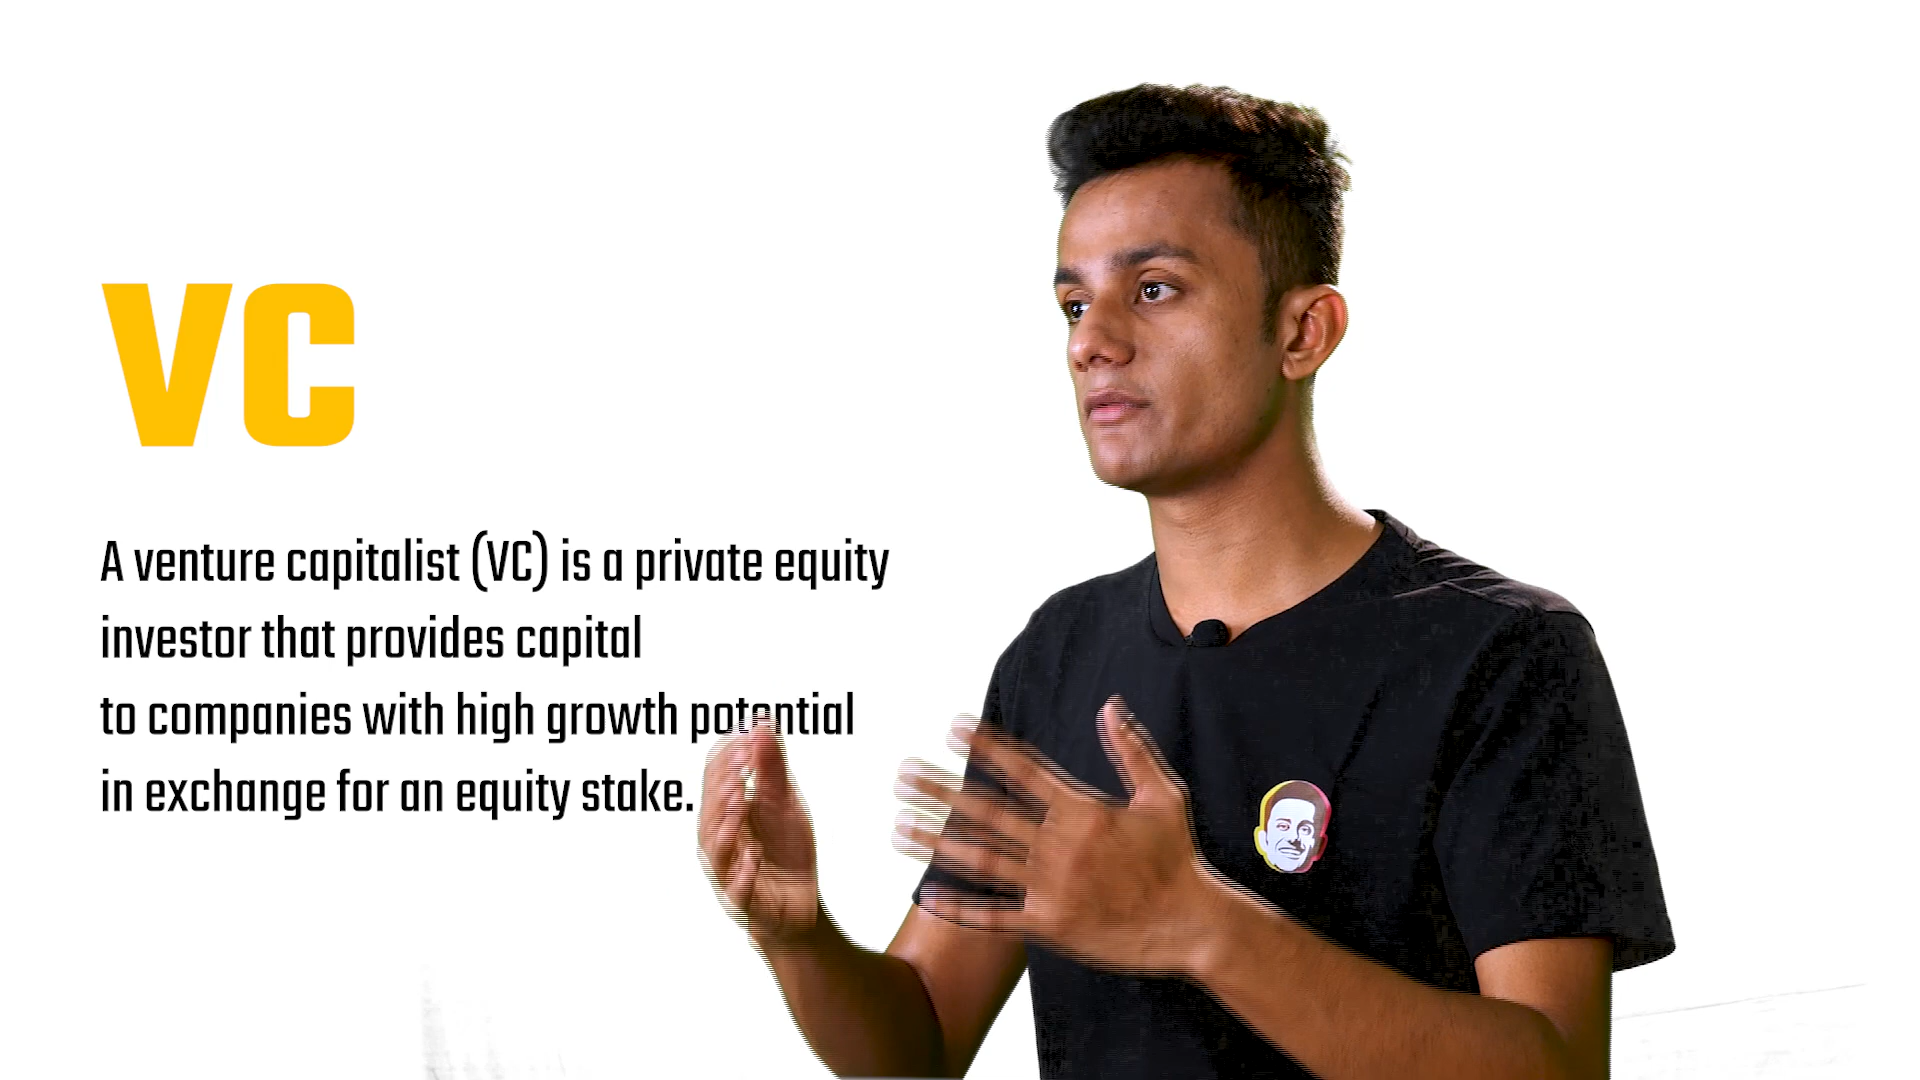 VC
A venture capitalist (VC) is a private equity
investor that provides capital
to companies with high growth potential
in exchange for an equity stake.